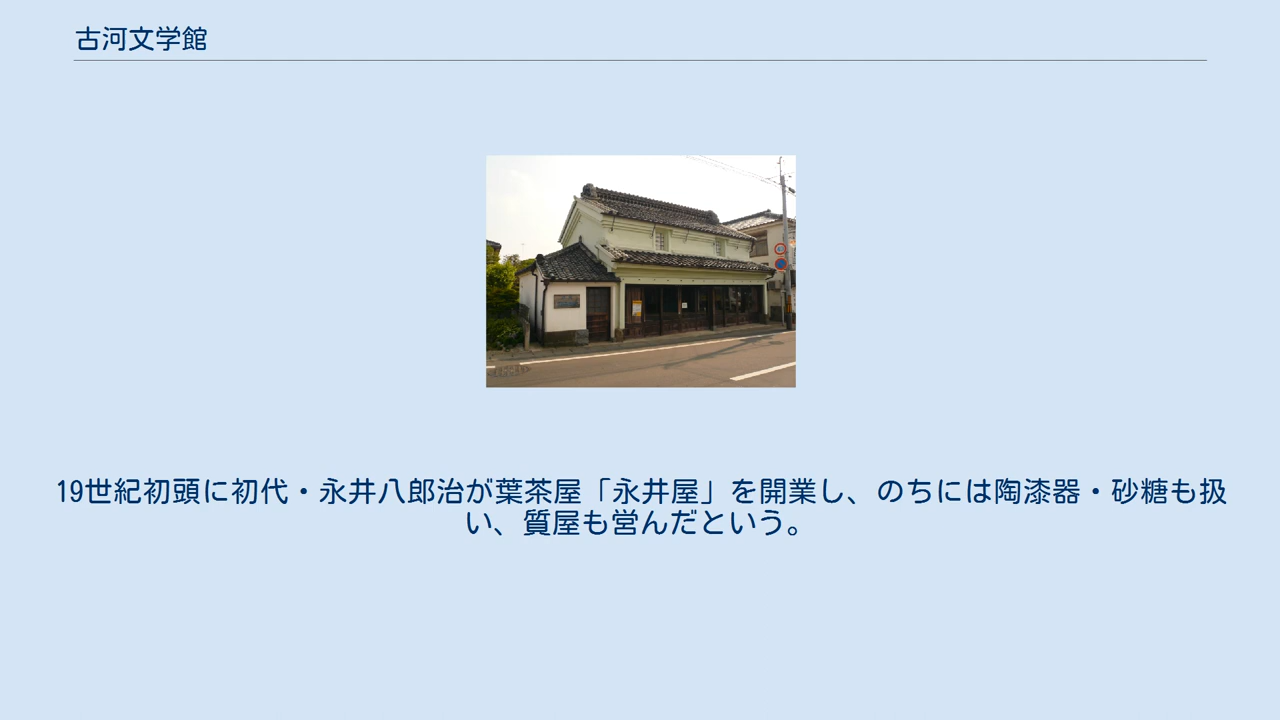 古河文学館
19世紀初頭に初代・永井八郎治が葉茶屋「永井屋」を開業し、のちには陶漆器・砂糖も扱
い、質屋も営んだという。